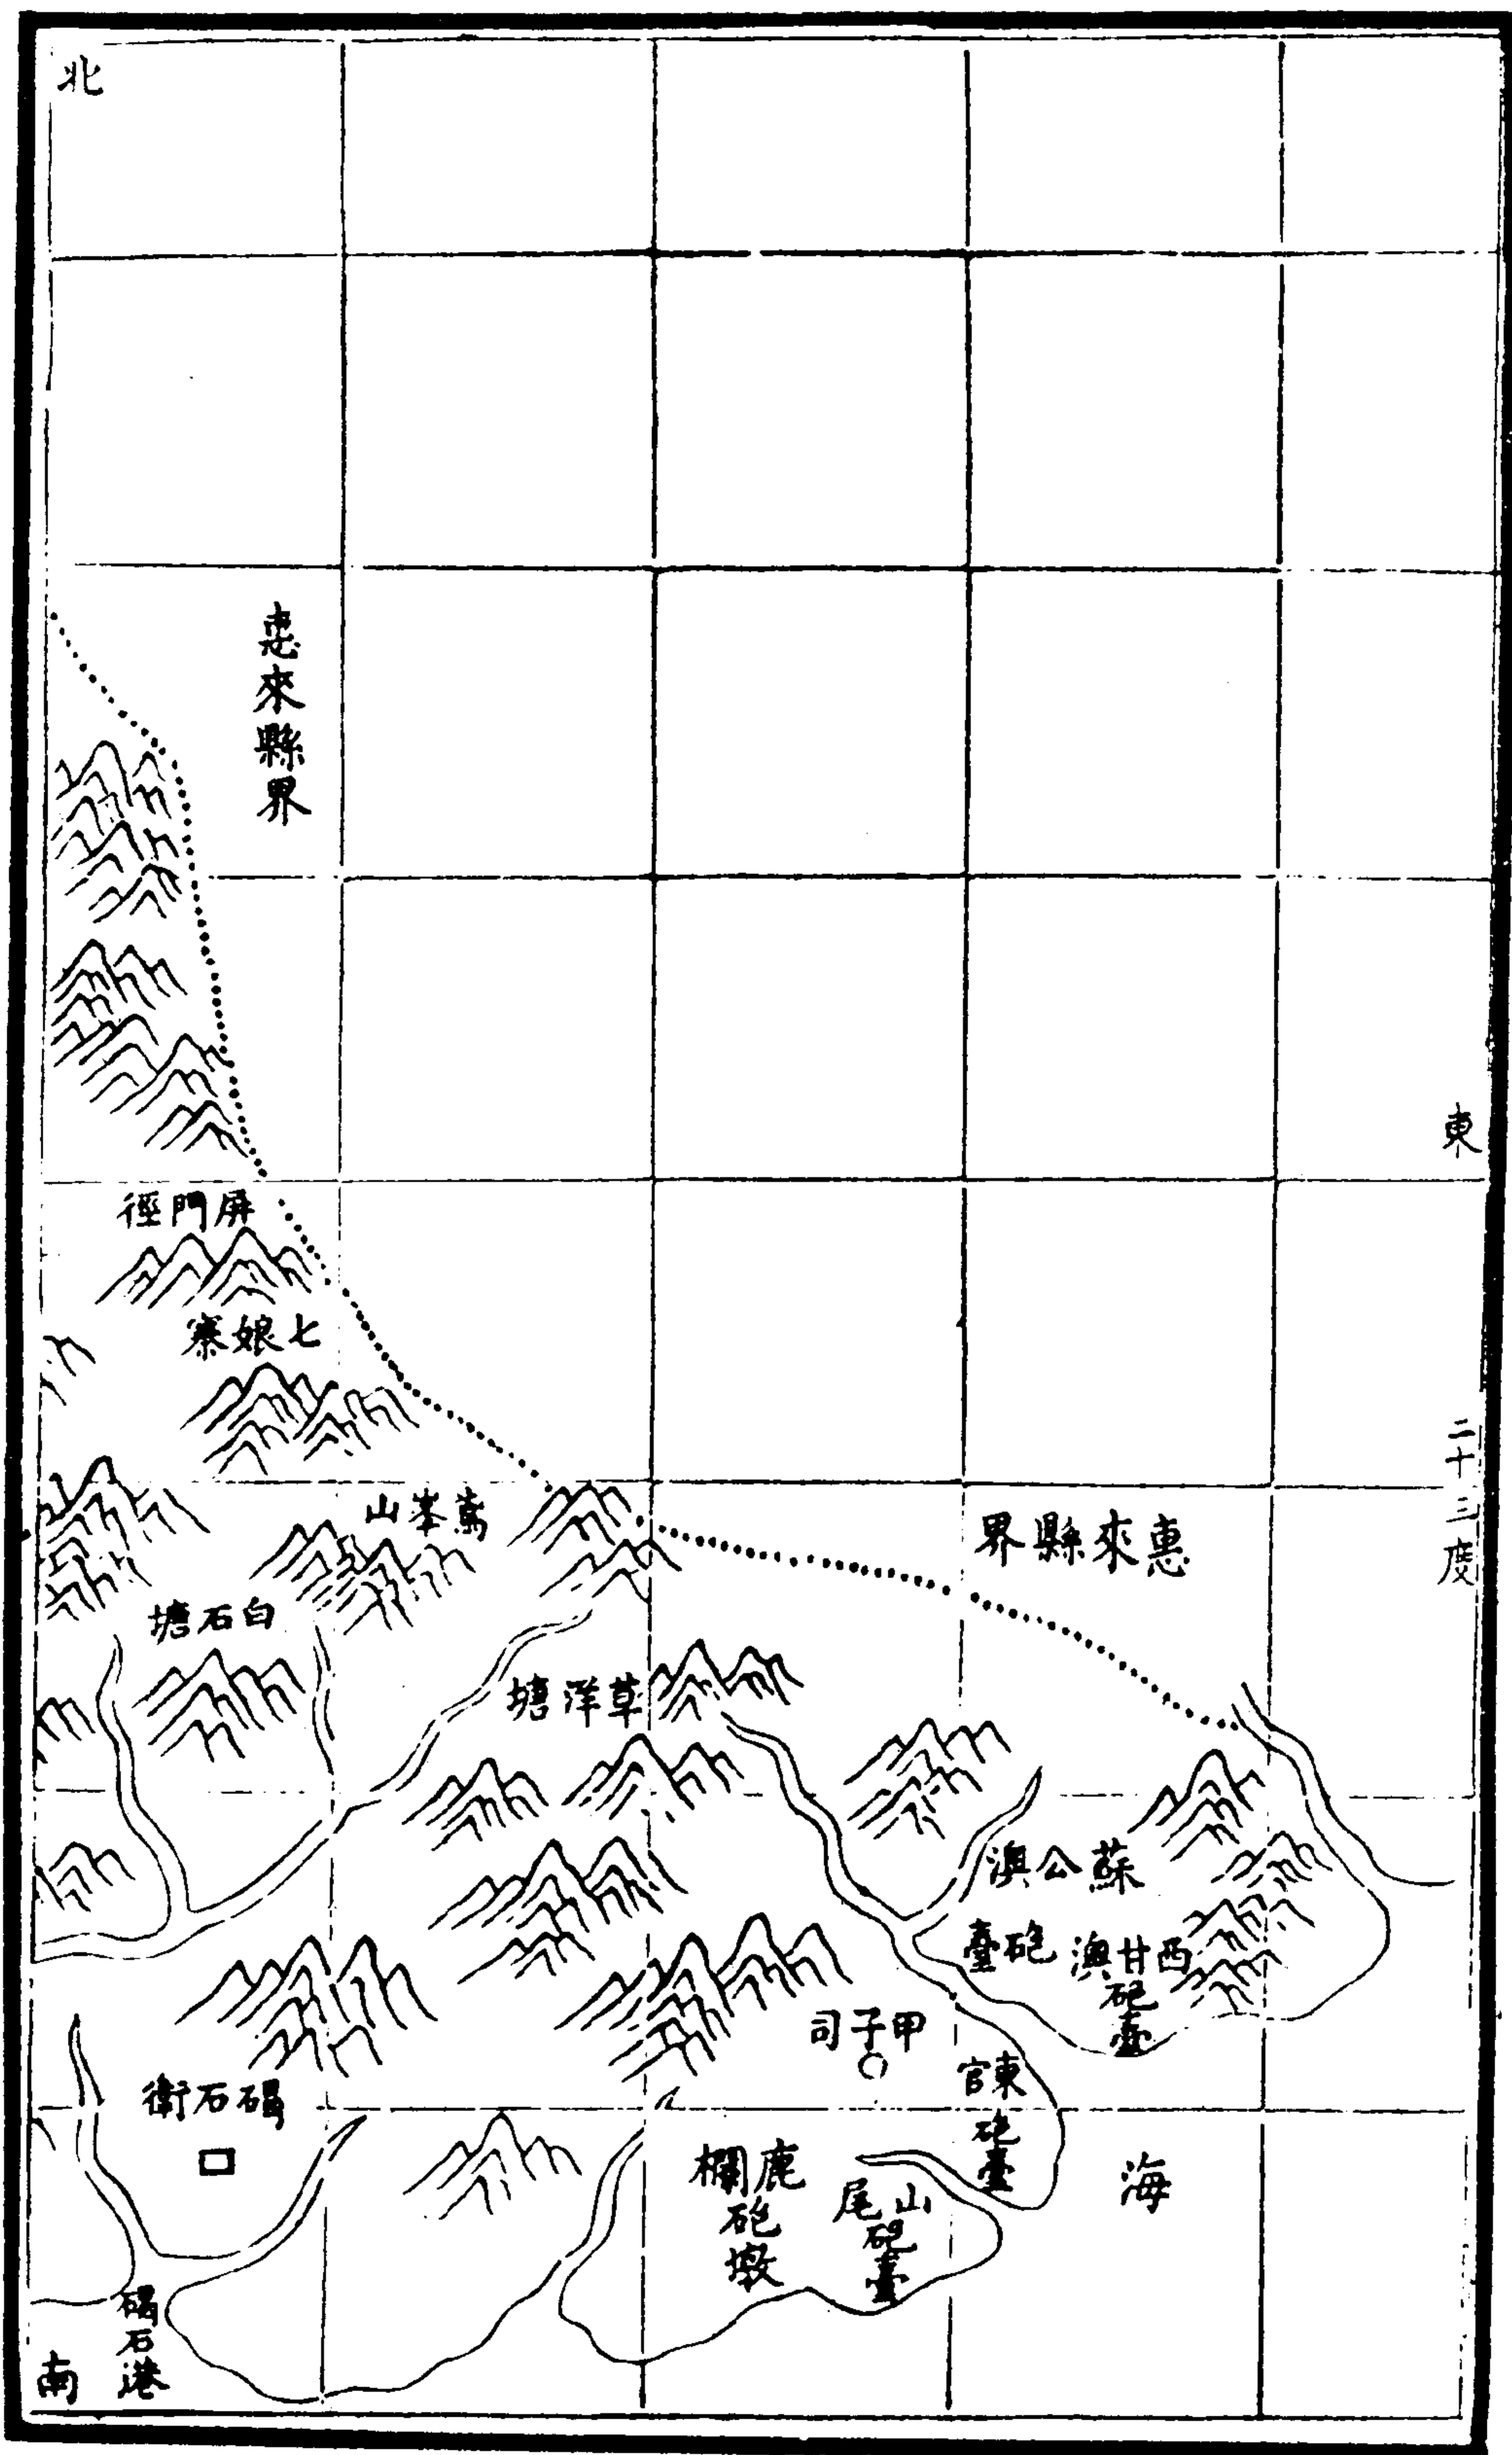 北
惠來縣界
東
屏門徑
七娘寨
二十三度
山
惠來縣界
白石塘
草洋塘
蘇公澳
砲臺
西甘澳
砲臺
甲子司
東官
砲臺
碣石衛
鹿欄
砲墩
山尾
砲臺
海
碣石港
南